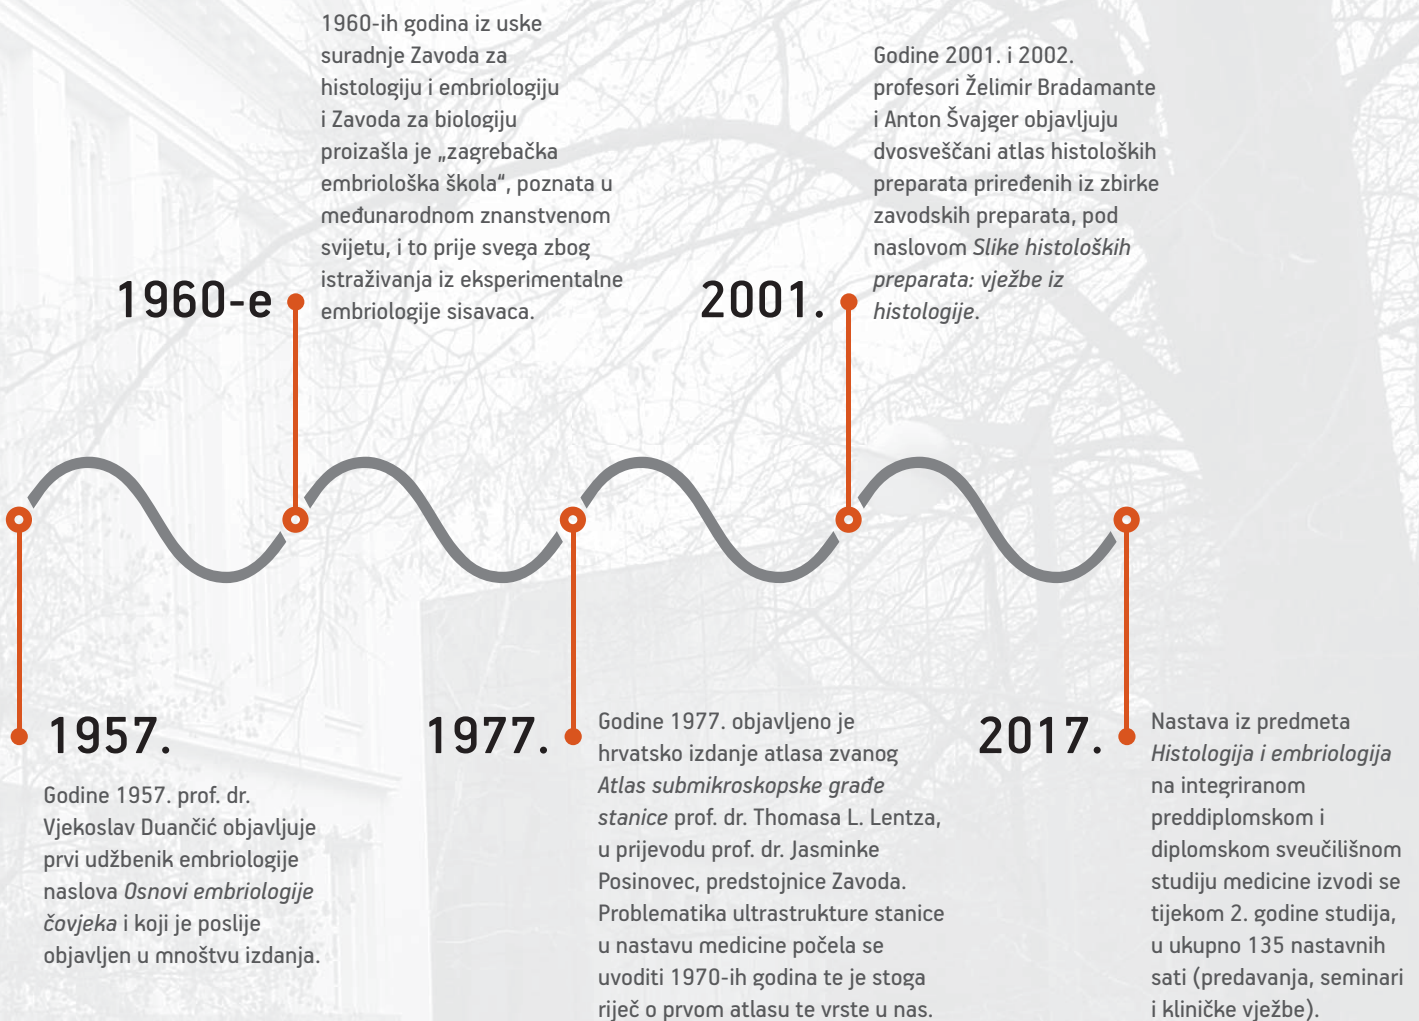 1957.
Godine 1957. prof. dr.
Vjekoslav Duančić objavljuje
prvi udžbenik embriologije
naslova Osnovi embriologije
čovjeka i koji je poslije
objavljen u mnoštvu izdanja.
1960-e
1960-ih godina iz uske
suradnje Zavoda za
histologiju i embriologiju
i Zavoda za biologiju
proizašla je „zagrebačka
embriološka škola“, poznata u
međunarodnom znanstvenom
svijetu, i to prije svega zbog
istraživanja iz eksperimentalne
embriologije sisavaca.
1977.
Godine 1977. objavljeno je
hrvatsko izdanje atlasa zvanog
Atlas submikroskopske građe
stanice prof. dr. Thomasa L. Lentza,
u prijevodu prof. dr. Jasminke
Posinovec, predstojnice Zavoda.
Problematika ultrastrukture stanice
u nastavu medicine počela se
uvoditi 1970-ih godina te je stoga
riječ o prvom atlasu te vrste u nas.
2001.
Godine 2001. i 2002.
profesori Želimir Bradamante
i Anton Švajger objavljuju
dvosveščani atlas histoloških
preparata priređenih iz zbirke
zavodskih preparata, pod
naslovom Slike histoloških
preparata: vježbe iz
histologije.
2017.
Nastava iz predmeta
Histologija i embriologija
na integriranom
preddiplomskom i
diplomskom sveučilišnom
studiju medicine izvodi se
tijekom 2. godine studija,
u ukupno 135 nastavnih
sati (predavanja, seminari
i kliničke vježbe).